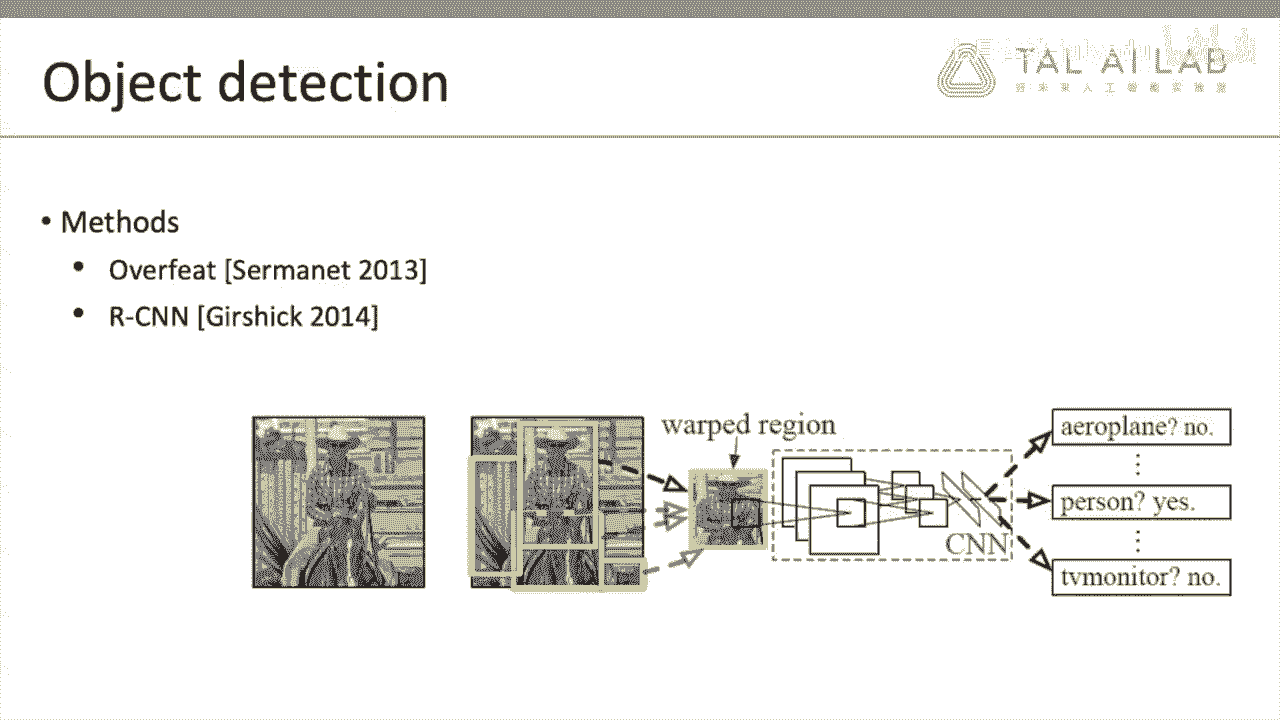 Object detection
TAL AI LAB
• Methods
• Overfeat [Sermanet 2013]
• R-CNN [Girshick 2014]
warped region
CNN
aeroplane? no.
person? yes.
tvmonitor? no.